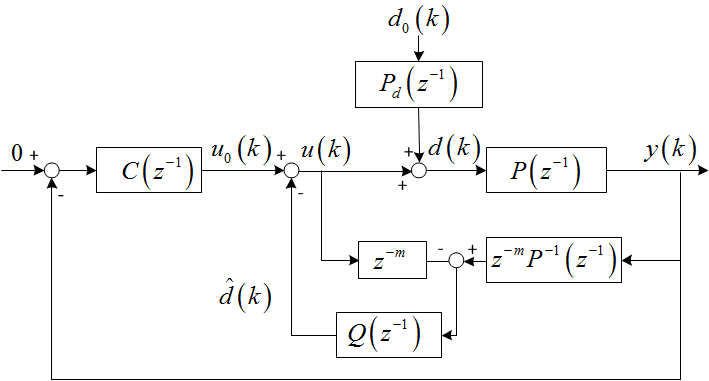 d₀(k)
P_d(z⁻¹)
0 + C(z⁻¹) u₀(k) + u(k) + d(k) P(z⁻¹) y(k)
- - +
z⁻ᵐ - + z⁻ᵐP⁻¹(z⁻¹)
d̂(k)
Q(z⁻¹)